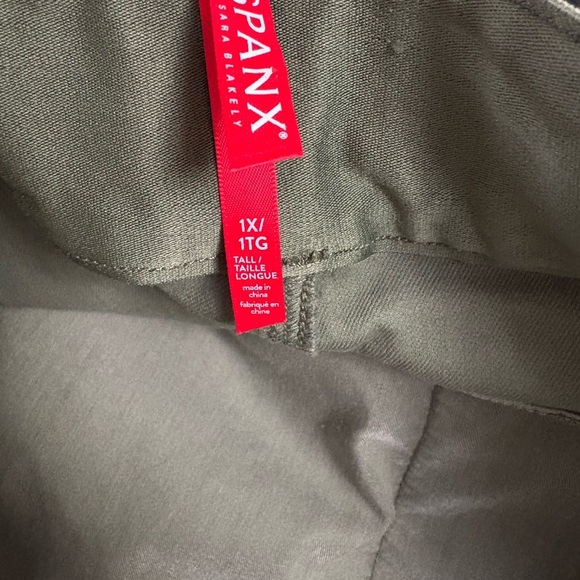 SPANX®
SARA BLAKELY
1X/
1TG
TALL/
TAILLE
LONGUE
made in
china
fabriqué en
chine